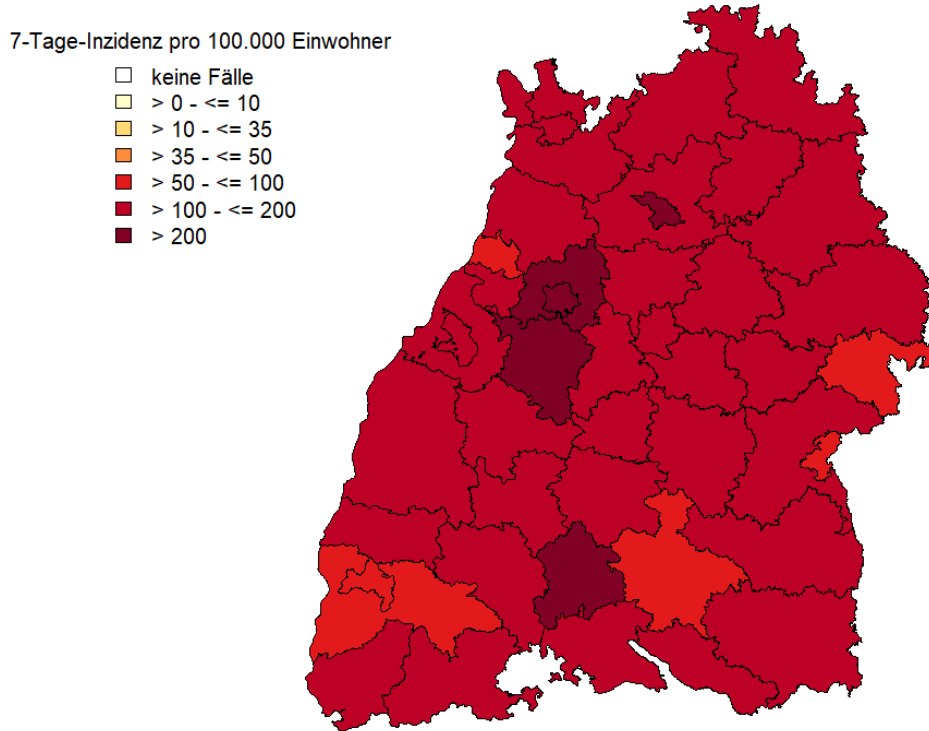 7-Tage-Inzidenz pro 100.000 Einwohner
keine Fälle
> 0 - <= 10
> 10 - <= 35
> 35 - <= 50
> 50 - <= 100
> 100 - <= 200
> 200